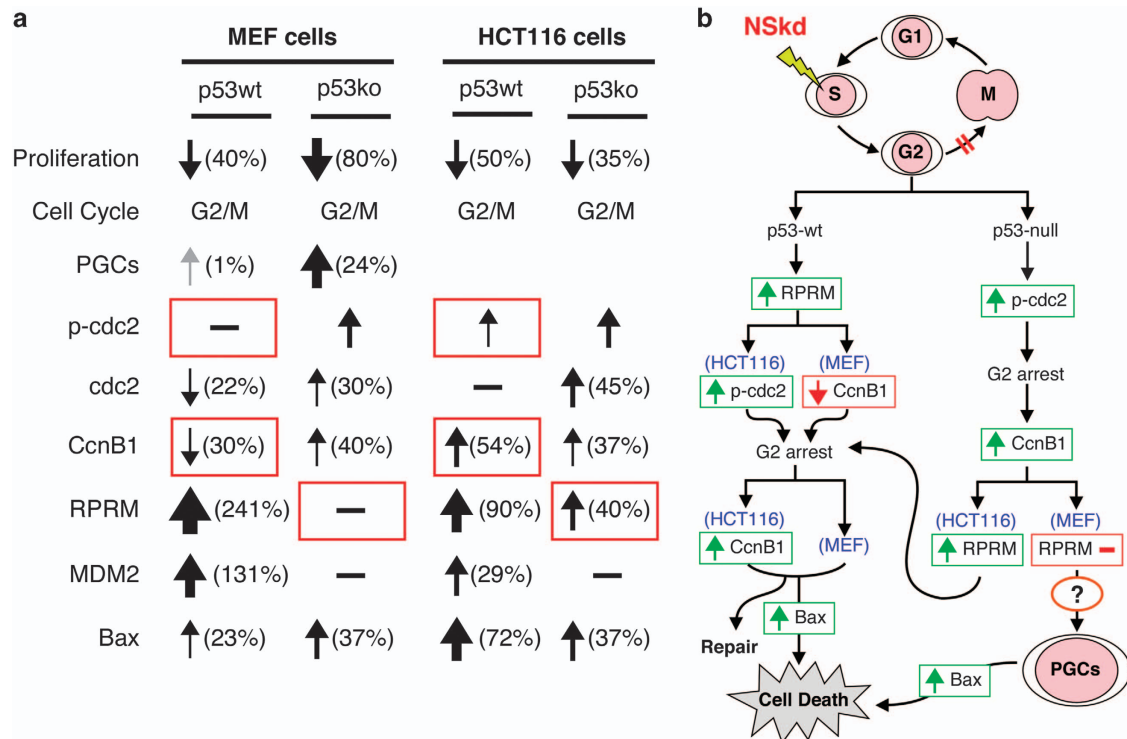 a
MEF cells HCT116 cells
p53wt p53ko p53wt p53ko
Proliferation (40%) (80%) (50%) (35%)
Cell Cycle G2/M G2/M G2/M G2/M
PGCs (1%) (24%)
p-cdc2
cdc2 (22%) (30%) (45%)
CcnB1 (30%) (40%) (54%) (37%)
RPRM (241%) (90%) (40%)
MDM2 (131%) (29%)
Bax (23%) (37%) (72%) (37%)
b
NSkd
G1
S
M
G2
p53-wt
p53-null
RPRM
p-cdc2
(HCT116) (MEF)
p-cdc2 CcnB1
G2 arrest
G2 arrest
CcnB1
(HCT116)
CcnB1 (MEF)
(HCT116) (MEF)
RPRM RPRM
?
Bax
Repair
Cell Death
Bax
PGCs